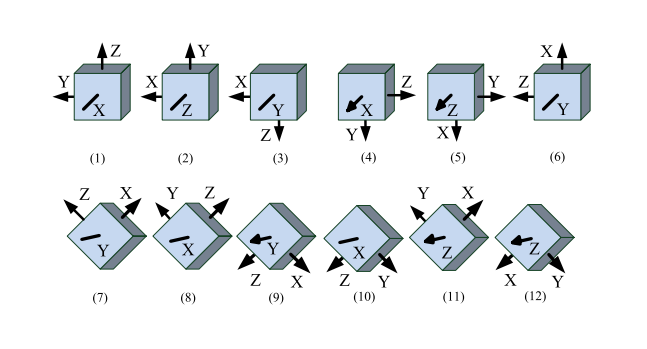 Z Y X Z
Y X X Z Y Z
X Z Y X Z Y
Z Y X
(1) (2) (3) (4) (5) (6)
Z X Y Z Y X
Y X Y X Z Z
Z X Z Y X Y
(7) (8) (9) (10) (11) (12)